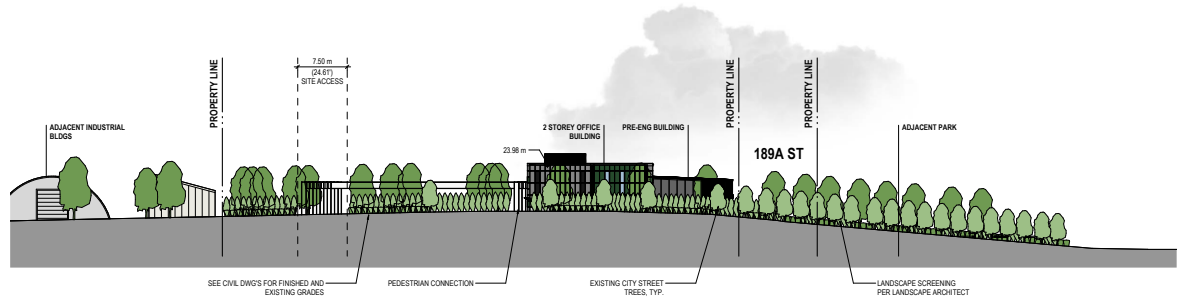 7.50 m
(24.61')
SITE ACCESS
PROPERTY LINE
PROPERTY LINE
PROPERTY LINE
ADJACENT INDUSTRIAL
BLDGS
2 STOREY OFFICE
BUILDING
PRE-ENG BUILDING
ADJACENT PARK
23.98 m
189A ST
SEE CIVIL DWG'S FOR FINISHED AND
EXISTING GRADES
PEDESTRIAN CONNECTION
EXISTING CITY STREET
TREES, TYP.
LANDSCAPE SCREENING
PER LANDSCAPE ARCHITECT